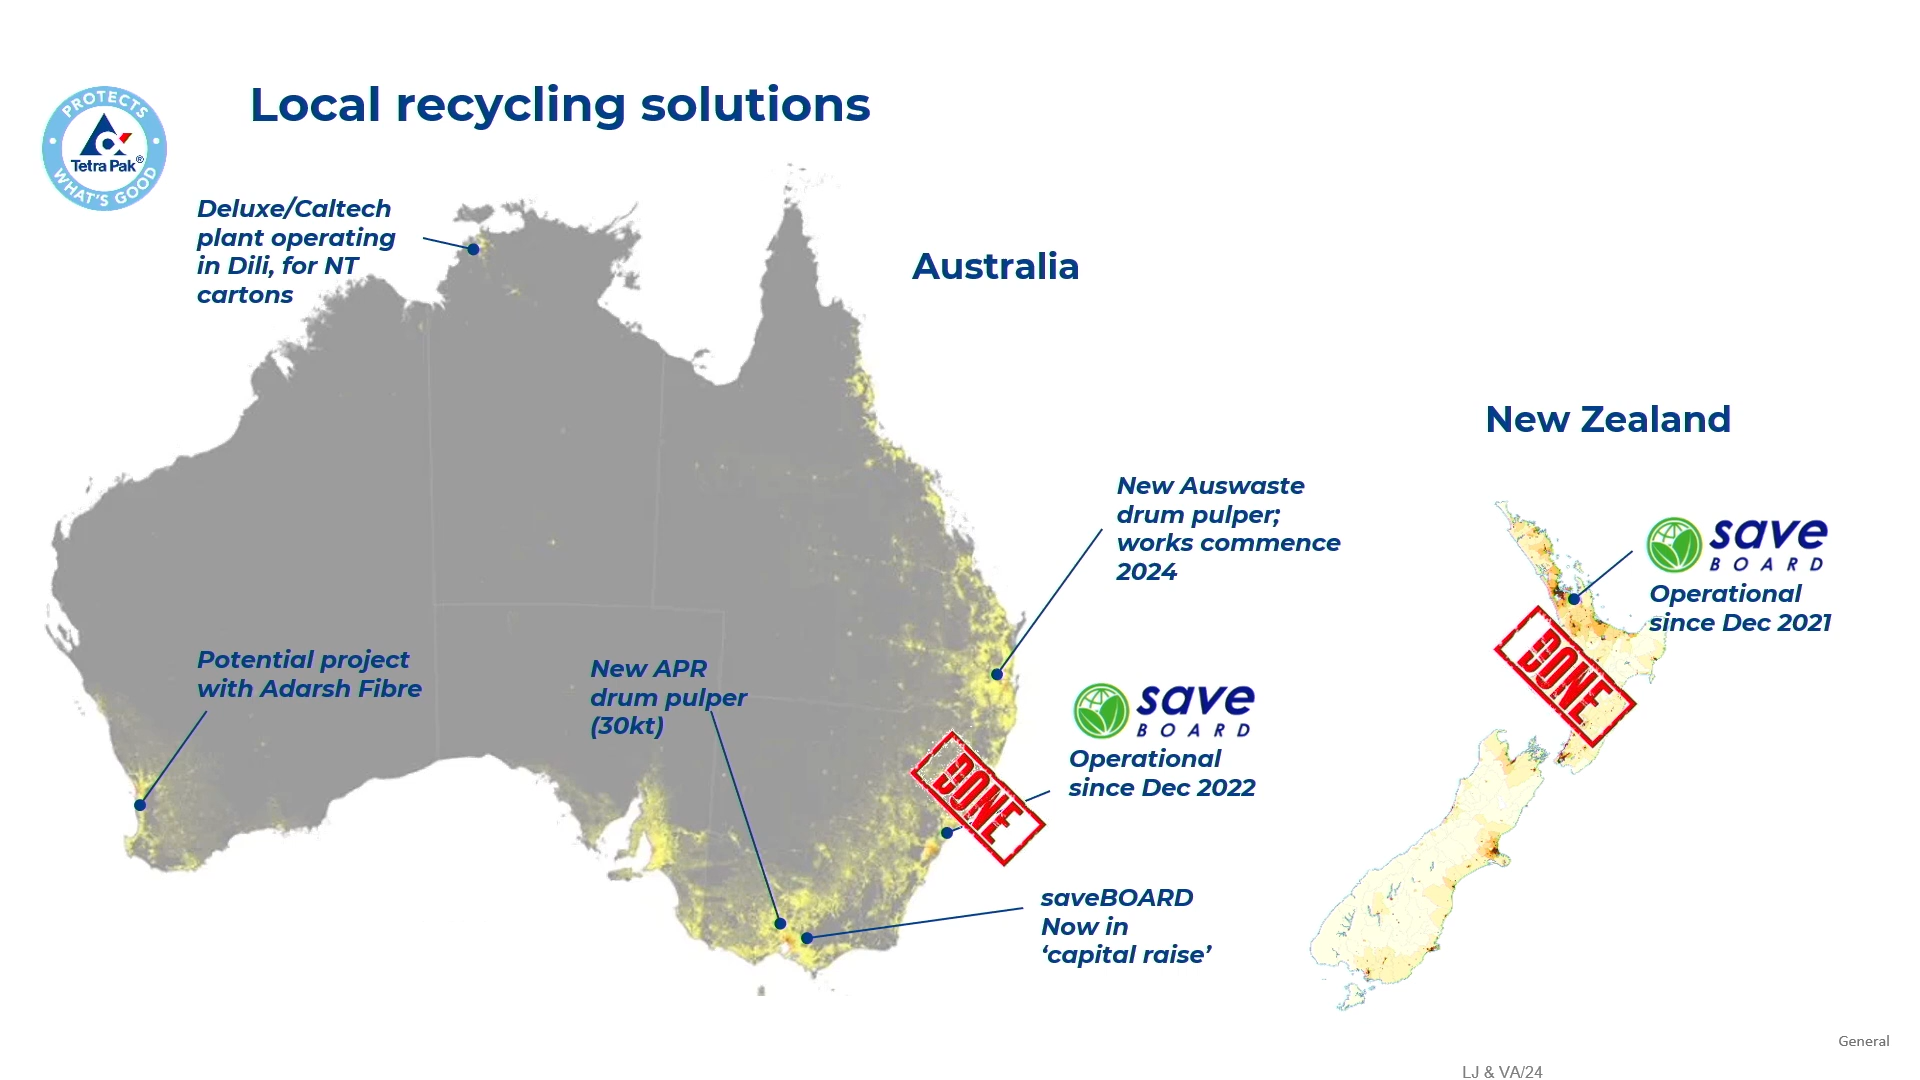 PROTECTS
Tetra Pak®
WHAT'S GOOD
Local recycling solutions
Deluxe/Caltech
plant operating
in Dili, for NT
cartons
Australia
New Zealand
New Auswaste
drum pulper;
works commence
2024
save
BOARD
Operational
since Dec 2021
DONE
Potential project
with Adarsh Fibre
New APR
drum pulper
(30kt)
save
BOARD
Operational
since Dec 2022
DONE
saveBOARD
Now in
‘capital raise’
General
LJ & VA/24